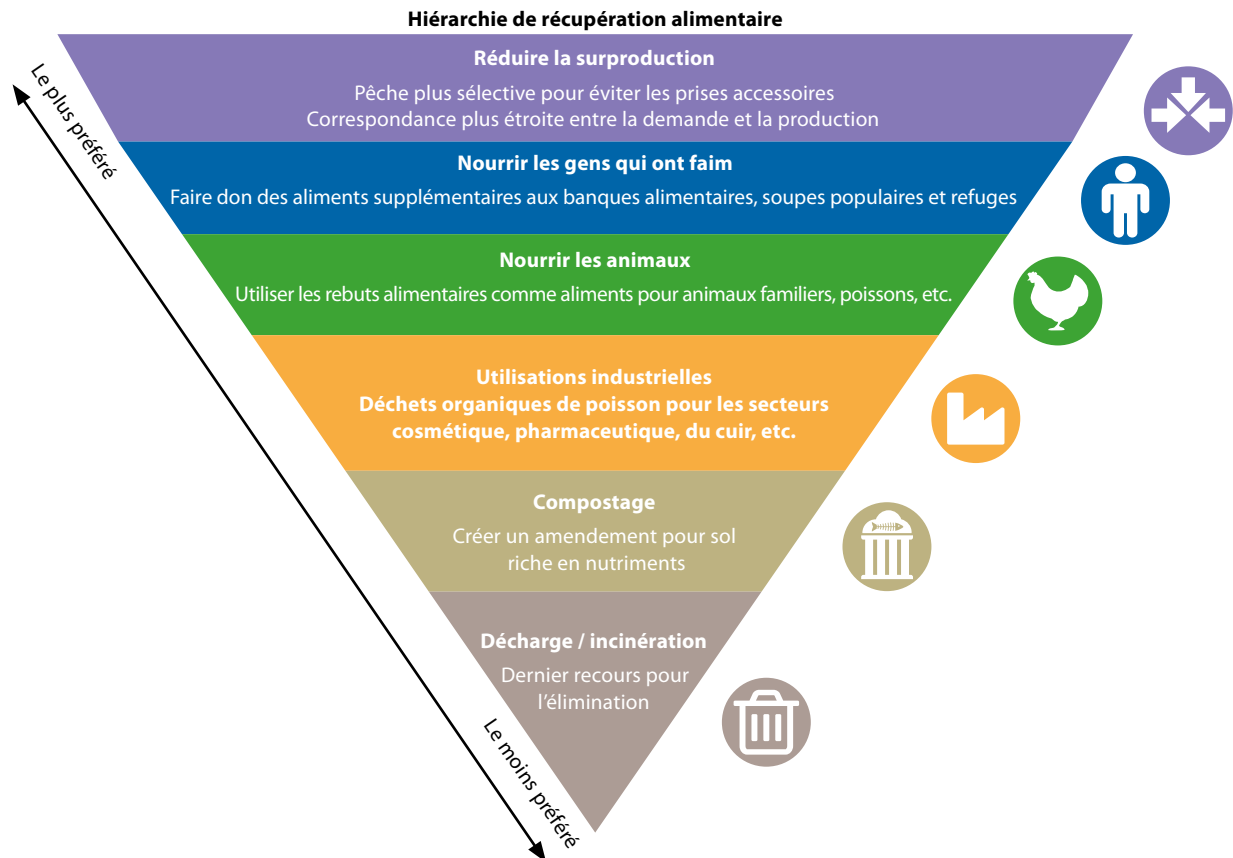 Hiérarchie de récupération alimentaire
Réduire la surproduction
Pêche plus sélective pour éviter les prises accessoires
Correspondance plus étroite entre la demande et la production
Le plus préféré
Nourrir les gens qui ont faim
Faire don des aliments supplémentaires aux banques alimentaires, soupes populaires et refuges
Nourrir les animaux
Utiliser les rebuts alimentaires comme aliments pour animaux familiers, poissons, etc.
Utilisations industrielles
Déchets organiques de poisson pour les secteurs
cosmétique, pharmaceutique, du cuir, etc.
Compostage
Créer un amendement pour sol
riche en nutriments
Décharge / incinération
Dernier recours pour
l'élimination
Le moins préféré